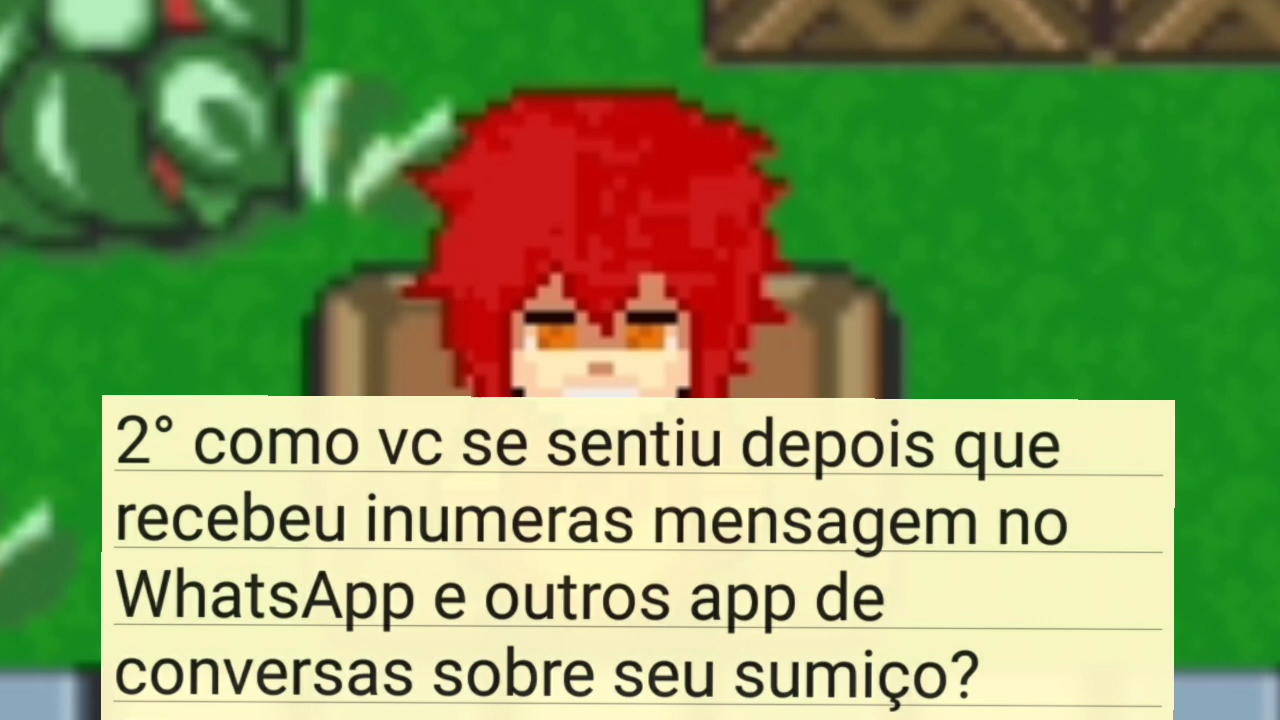 2° como vc se sentiu depois que
recebeu inumeras mensagem no
WhatsApp e outros app de
conversas sobre seu sumiço?